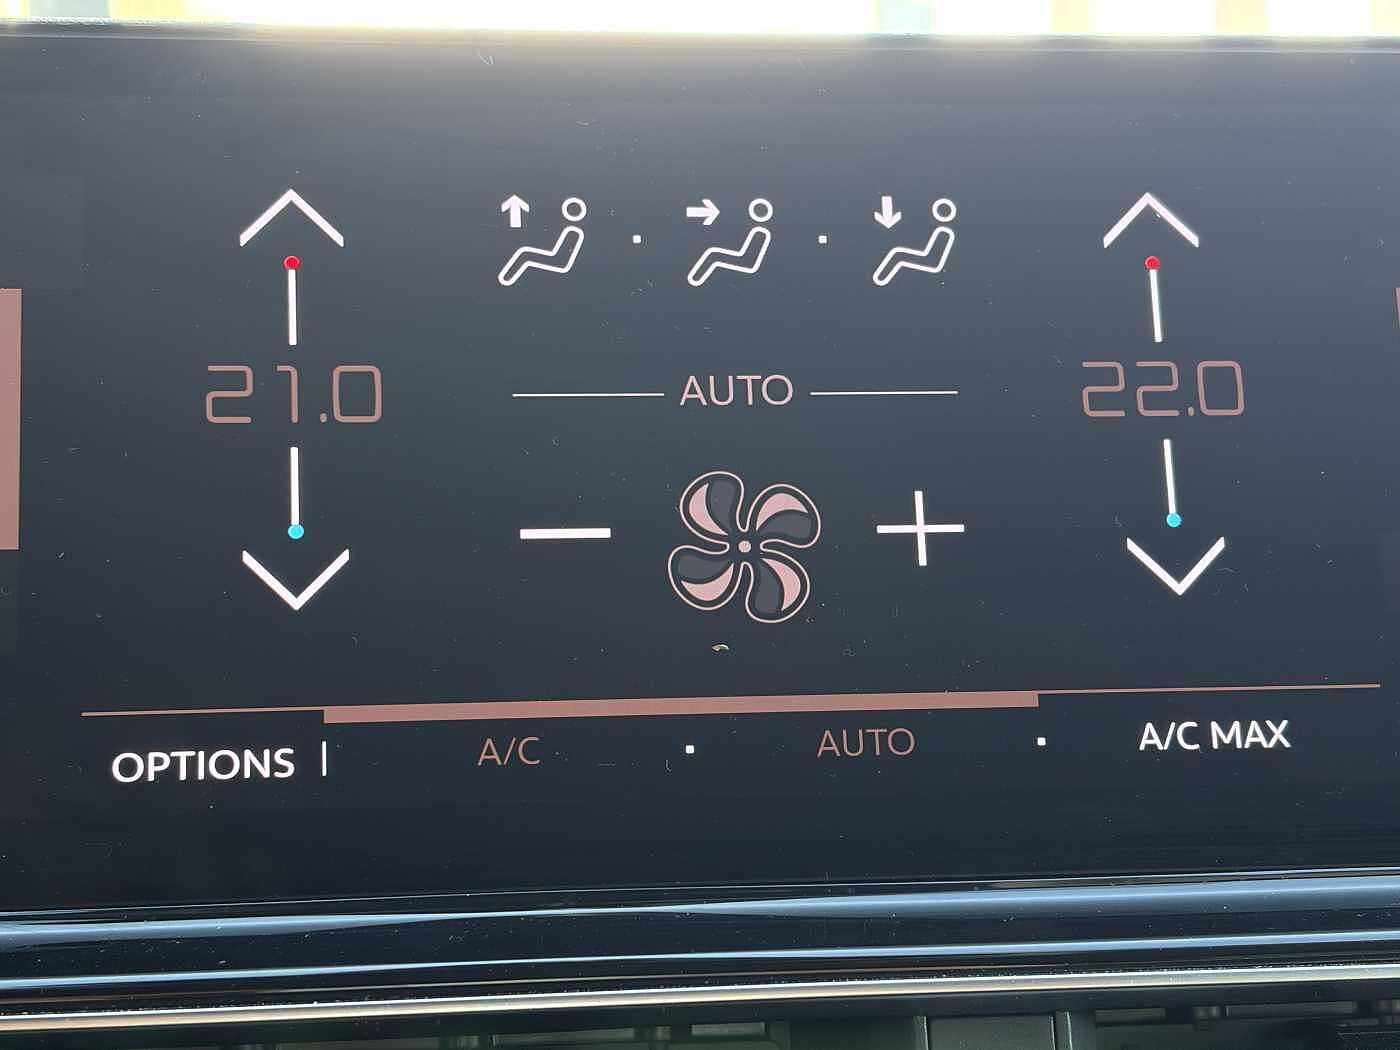 21.0
AUTO
22.0
OPTIONS
A/C
AUTO
A/C MAX